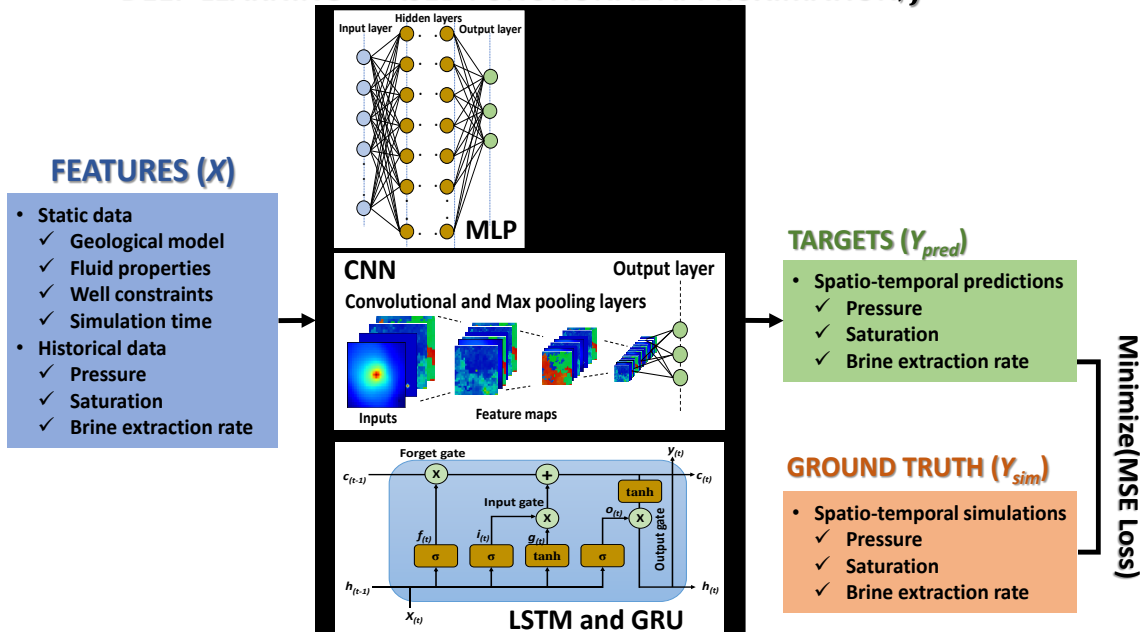 Hidden layers
Input layer
Output layer
MLP
FEATURES (X)
• Static data
✓ Geological model
✓ Fluid properties
✓ Well constraints
✓ Simulation time
• Historical data
✓ Pressure
✓ Saturation
✓ Brine extraction rate
CNN
Output layer
Convolutional and Max pooling layers
Inputs
Feature maps
Forget gate
y(t)
c(t-1)
X
+
c(t)
tanh
Input gate
X
o(t)
X
f(t)
i(t)
g(t)
Output gate
σ
σ
tanh
σ
h(t-1)
h(t)
X(t)
LSTM and GRU
TARGETS (Ypred)
• Spatio-temporal predictions
✓ Pressure
✓ Saturation
✓ Brine extraction rate
GROUND TRUTH (Ysim)
• Spatio-temporal simulations
✓ Pressure
✓ Saturation
✓ Brine extraction rate
Minimize(MSE Loss)